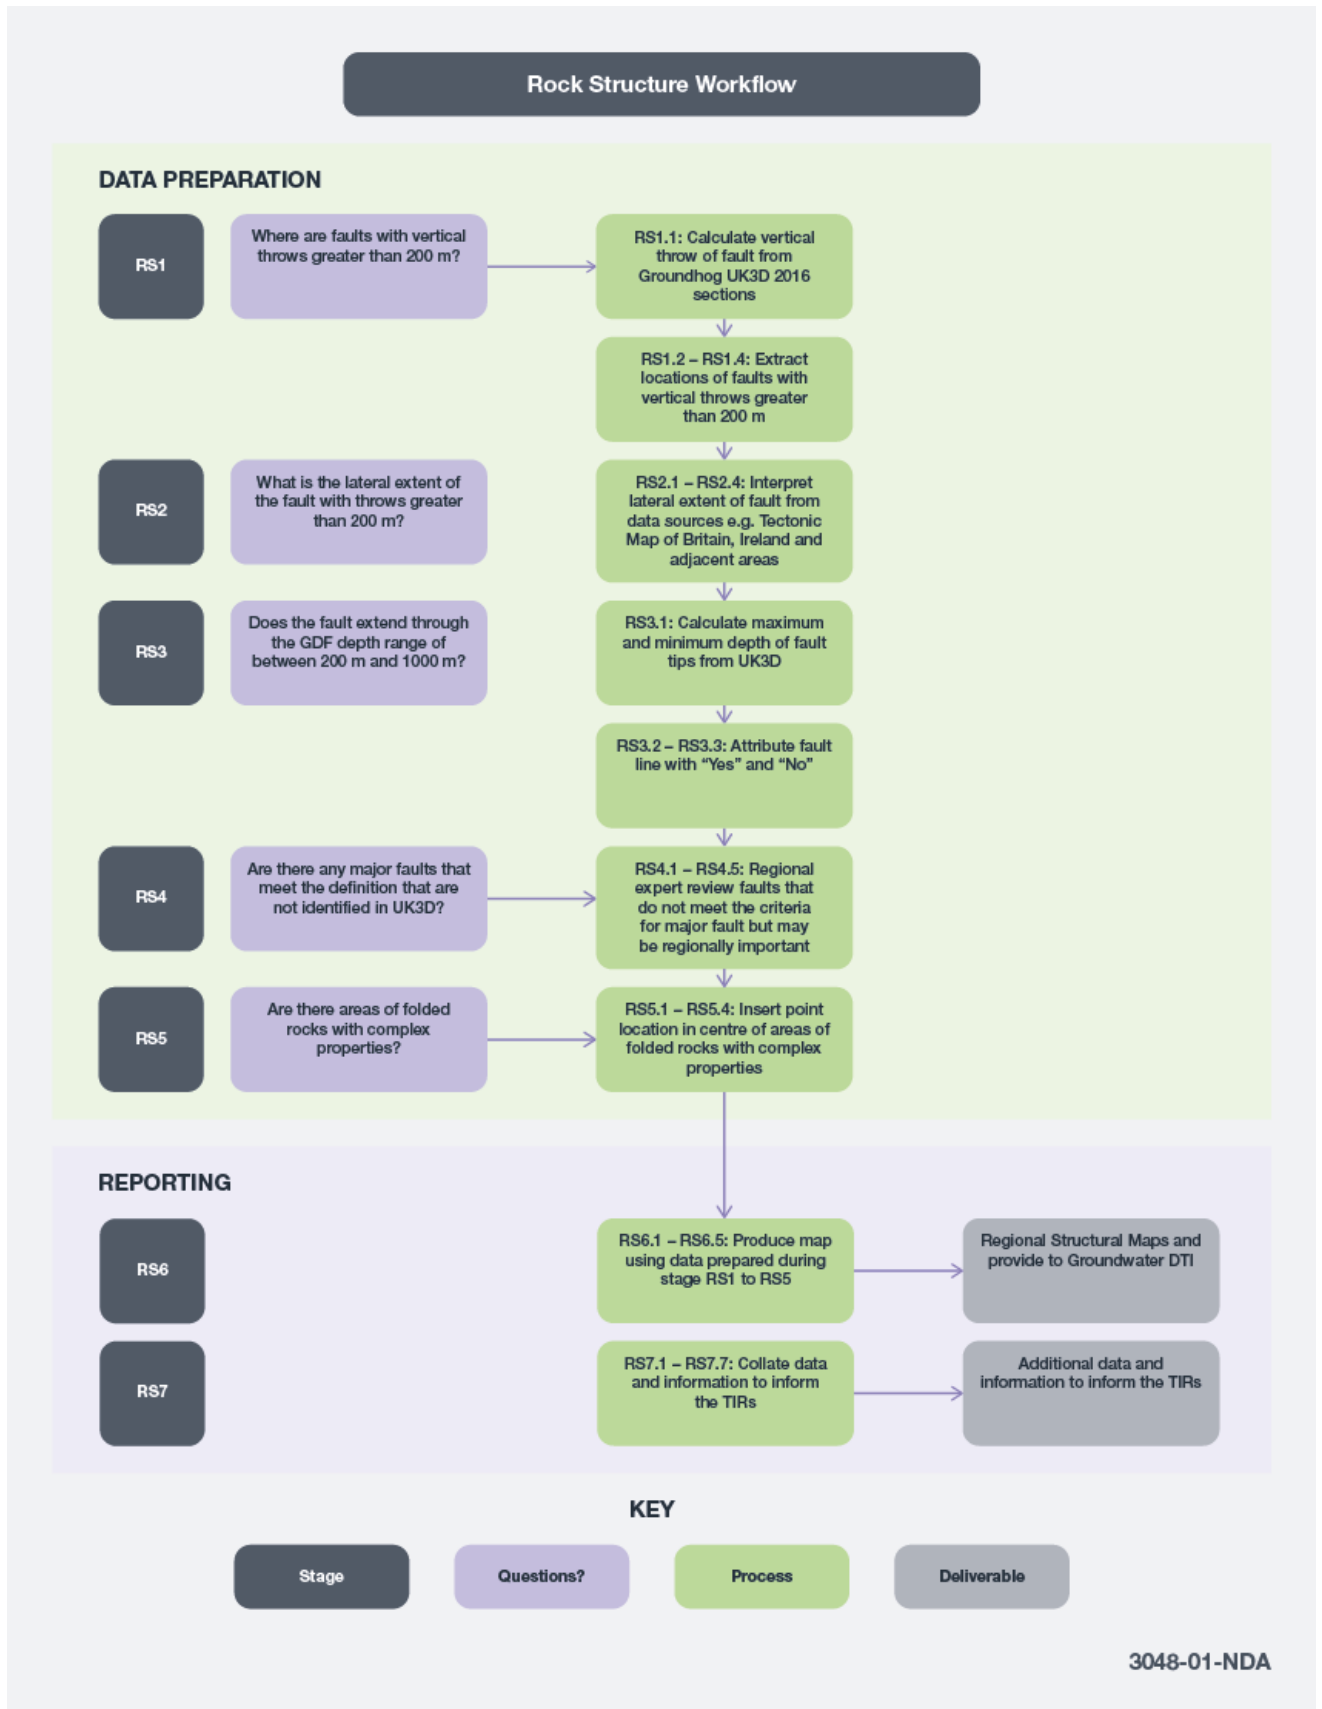 Rock Structure Workflow
DATA PREPARATION
RS1
Where are faults with vertical
throws greater than 200 m?
RS1.1: Calculate vertical
throw of fault from
Groundhog UK3D 2016
sections
RS1.2 – RS1.4: Extract
locations of faults with
vertical throws greater
than 200 m
RS2
What is the lateral extent of
the fault with throws greater
than 200 m?
RS2.1 – RS2.4: Interpret
lateral extent of fault from
data sources e.g. Tectonic
Map of Britain, Ireland and
adjacent areas
RS3
Does the fault extend through
the GDF depth range of
between 200 m and 1000 m?
RS3.1: Calculate maximum
and minimum depth of fault
tips from UK3D
RS3.2 – RS3.3: Attribute fault
line with “Yes” and “No”
RS4
Are there any major faults that
meet the definition that are
not identified in UK3D?
RS4.1 – RS4.5: Regional
expert review faults that
do not meet the criteria
for major fault but may
be regionally important
RS5
Are there areas of folded
rocks with complex
properties?
RS5.1 – RS5.4: Insert point
location in centre of areas of
folded rocks with complex
properties
REPORTING
RS6
RS6.1 – RS6.5: Produce map
using data prepared during
stage RS1 to RS5
Regional Structural Maps and
provide to Groundwater DTI
RS7
RS7.1 – RS7.7: Collate data
and information to inform
the TIRs
Additional data and
information to inform the TIRs
KEY
Stage
Questions?
Process
Deliverable
3048-01-NDA